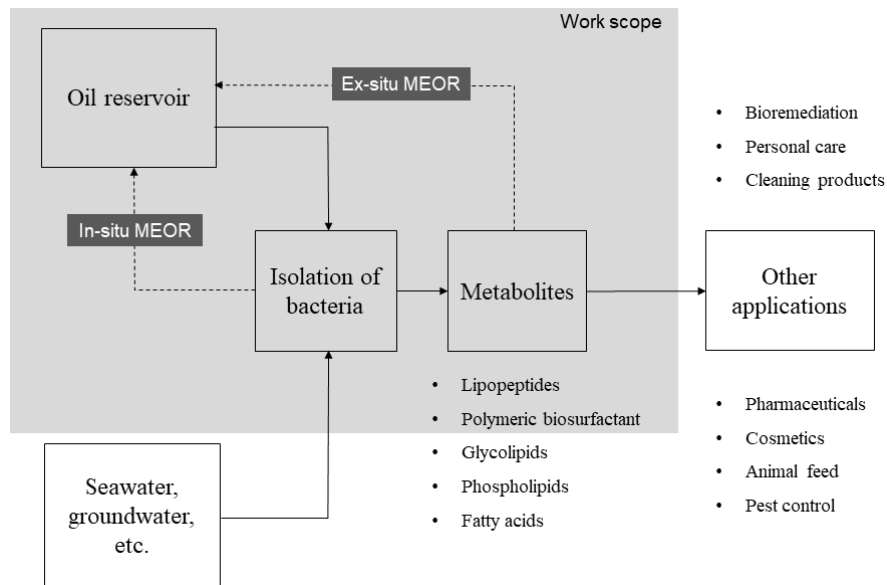 Work scope
Oil reservoir
Ex-situ MEOR
• Bioremediation
• Personal care
• Cleaning products
In-situ MEOR
Isolation of
bacteria
Metabolites
Other
applications
• Lipopeptides
• Polymeric biosurfactant
• Glycolipids
• Phospholipids
• Fatty acids
• Pharmaceuticals
• Cosmetics
• Animal feed
• Pest control
Seawater,
groundwater,
etc.